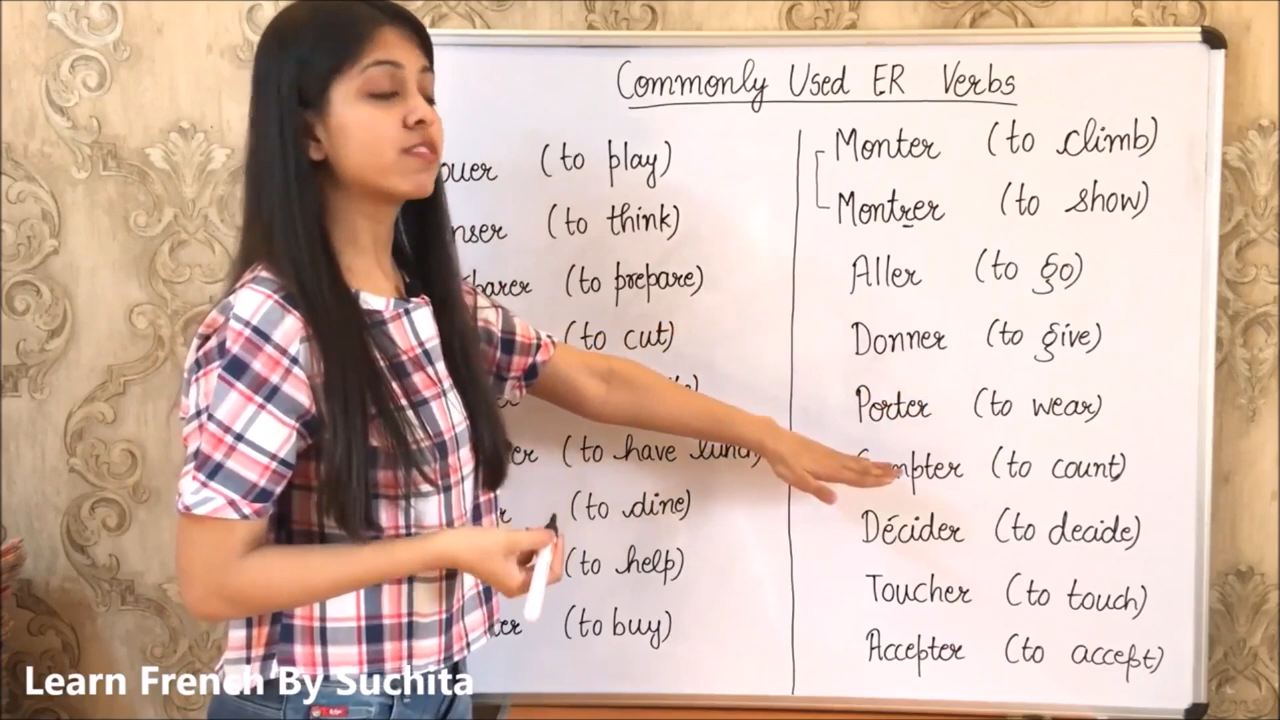 Commonly Used ER Verbs
(to play)
(to think)
(to prepare)
(to cut)
(to have lunch)
(to dine)
(to help)
(to buy)
Monter (to climb)
Montrer (to show)
Aller (to go)
Donner (to give)
Porter (to wear)
(to count)
Décider (to decide)
Toucher (to touch)
Accepter (to accept)
Learn French By Suchita